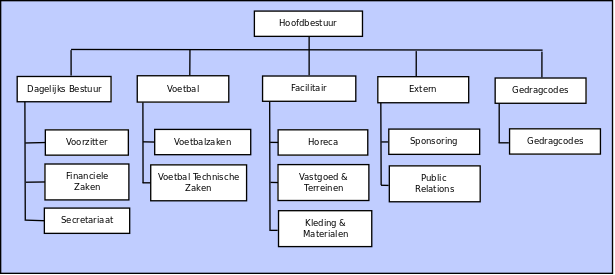 Hoofdbestuur
Dagelijks Bestuur
Voetbal
Facilitair
Extern
Gedragcodes
Voorzitter
Financiele
Zaken
Secretariaat
Voetbalzaken
Voetbal Technische
Zaken
Horeca
Vastgoed &
Terreinen
Kleding &
Materialen
Sponsoring
Public
Relations
Gedragcodes